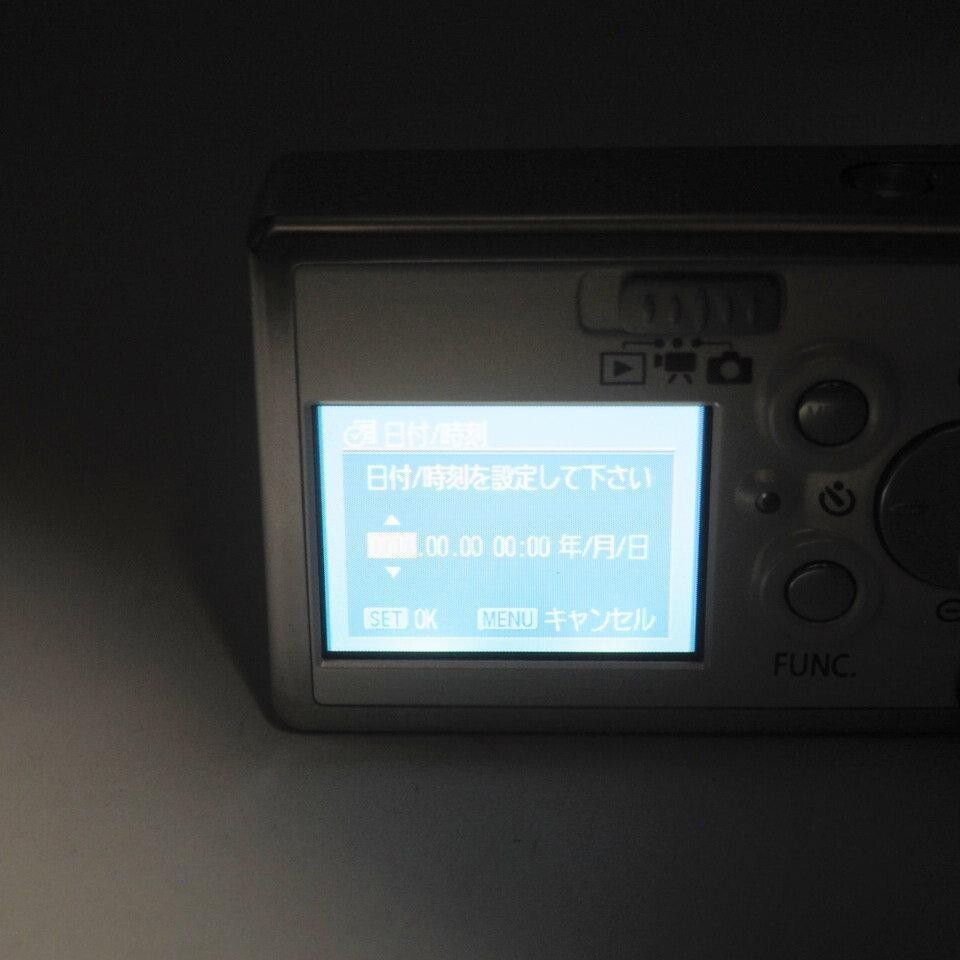 日付/時刻
日付/時刻を設定して下さい
0000.00.00 00:00 年/月/日
SET OK MENU キャンセル
FUNC.